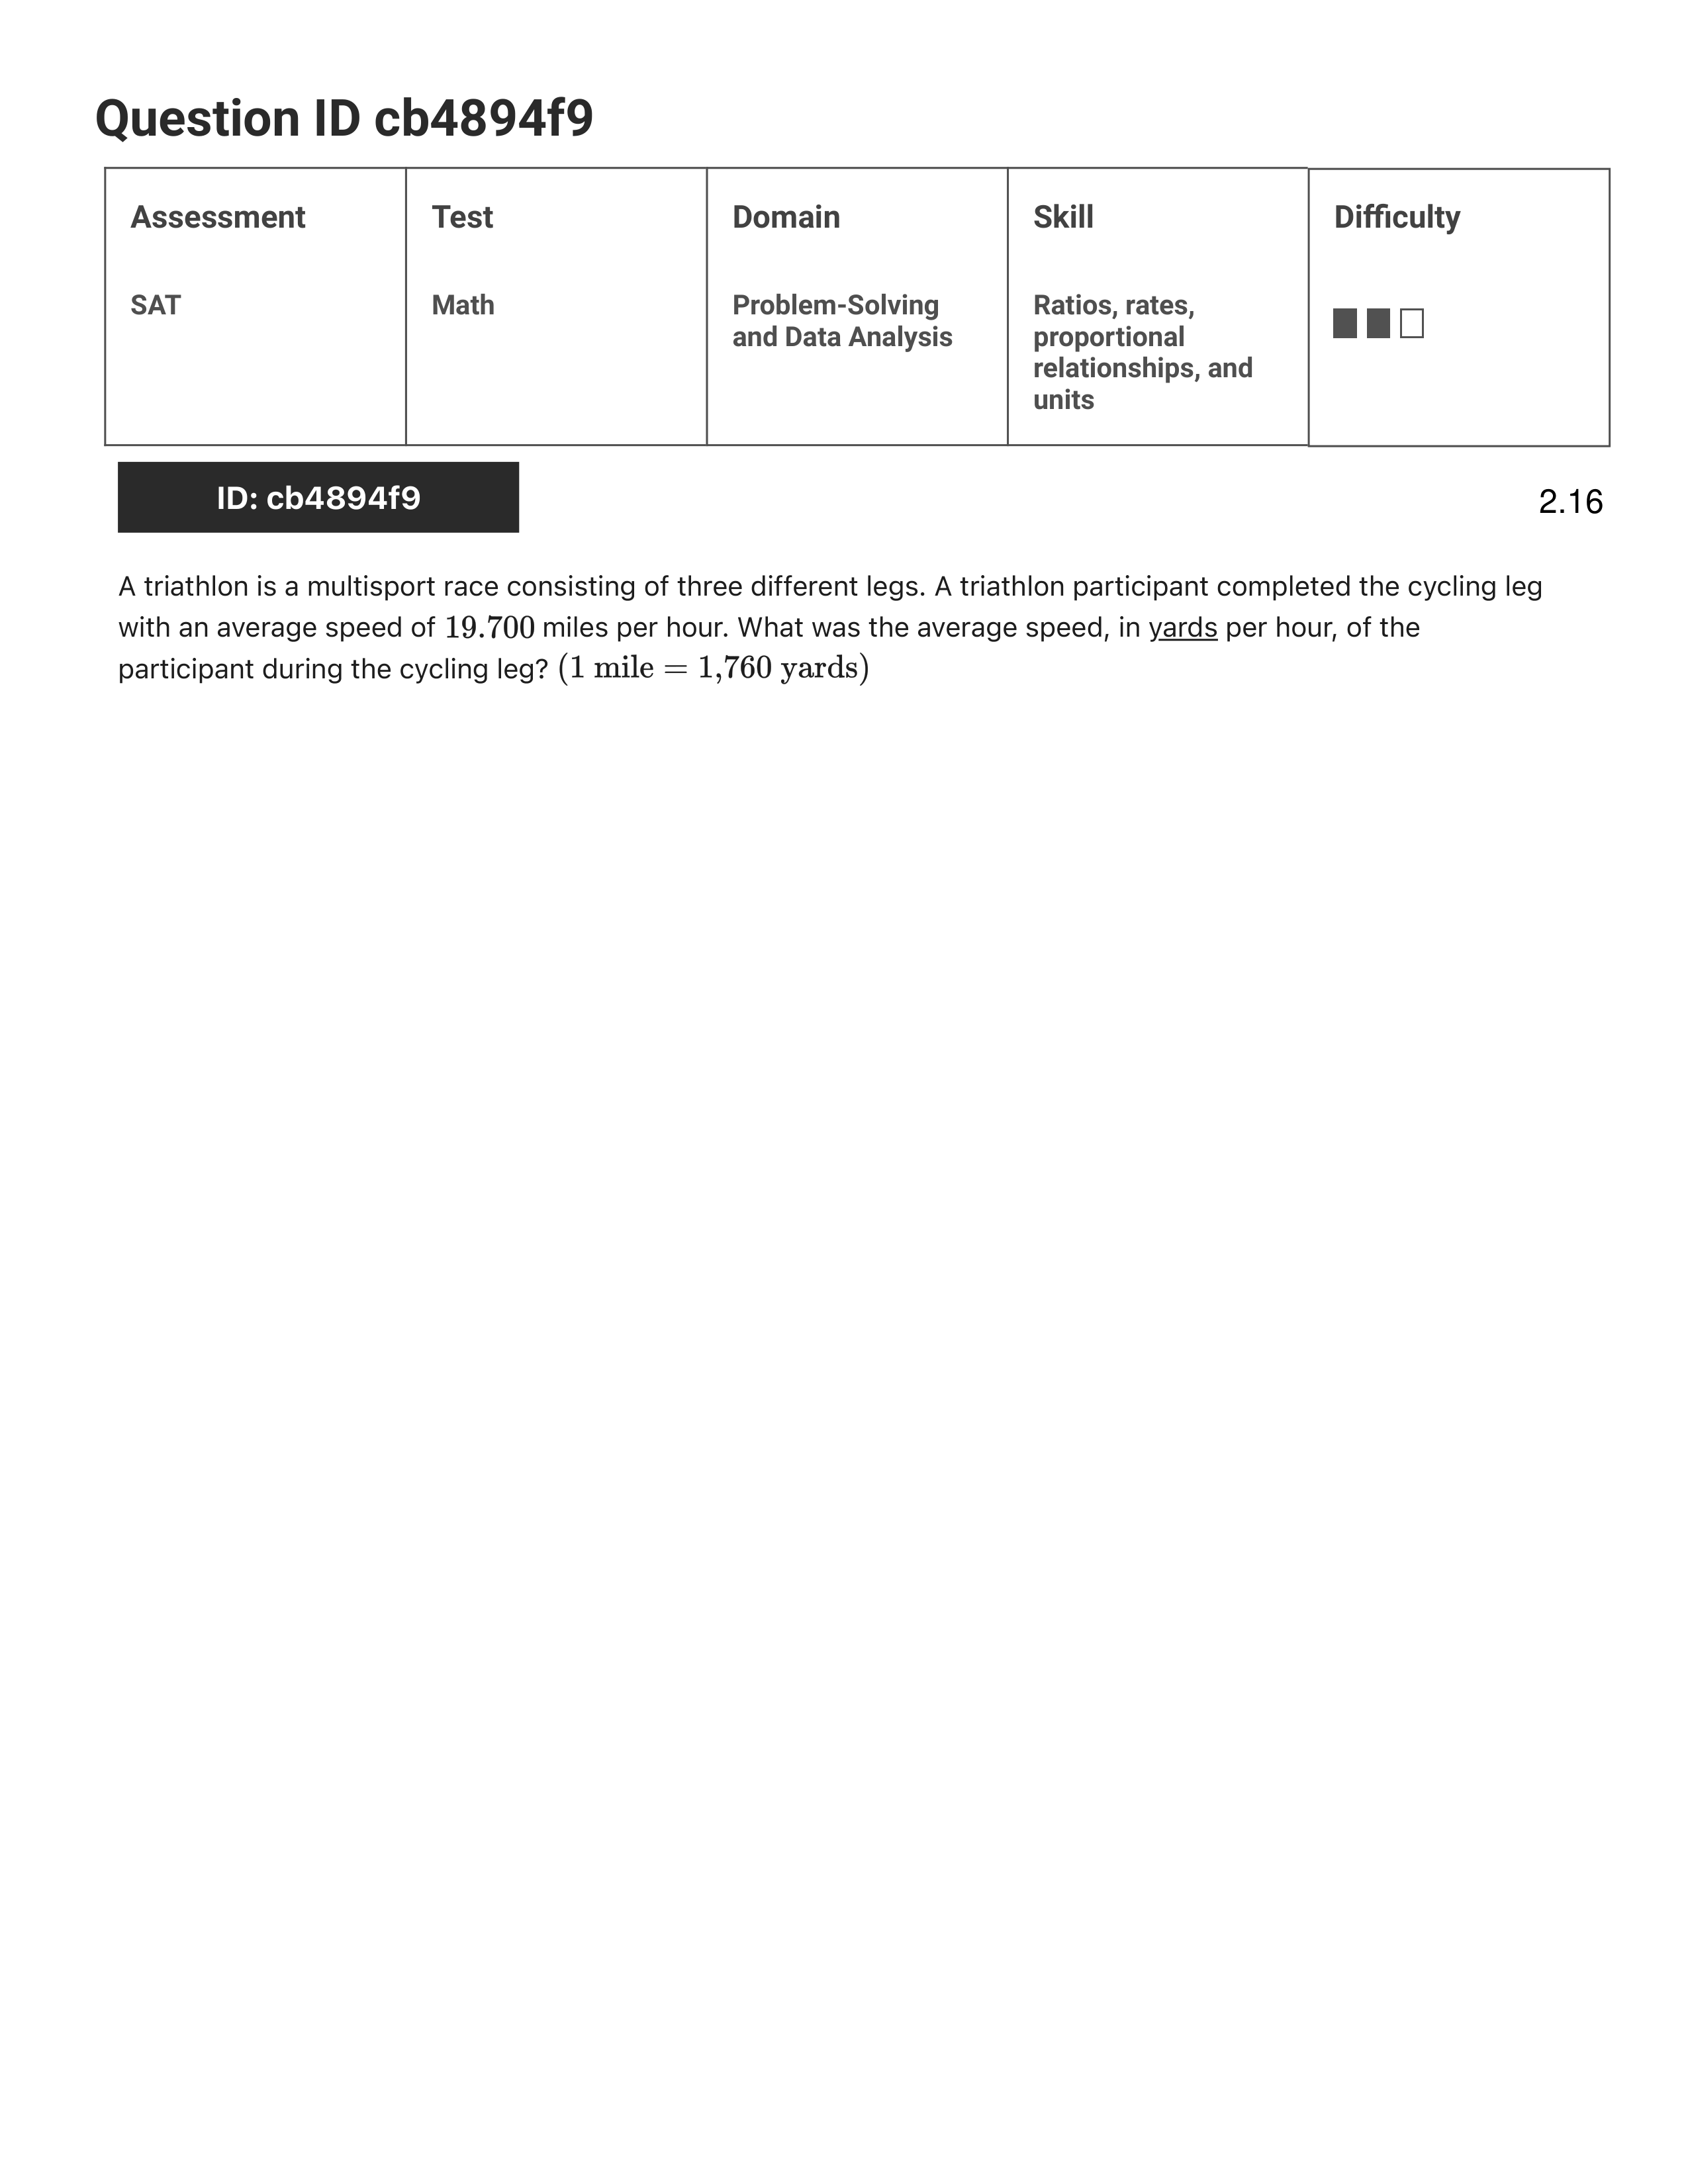 Question ID cb4894f9
Assessment
Test
Domain
Skill
Difficulty
SAT
Math
Problem-Solving
and Data Analysis
Ratios, rates,
proportional
relationships, and
units
ID: cb4894f9
2.16
A triathlon is a multisport race consisting of three different legs. A triathlon participant completed the cycling leg
with an average speed of 19.700 miles per hour. What was the average speed, in yards per hour, of the
participant during the cycling leg? (1 mile = 1,760 yards)